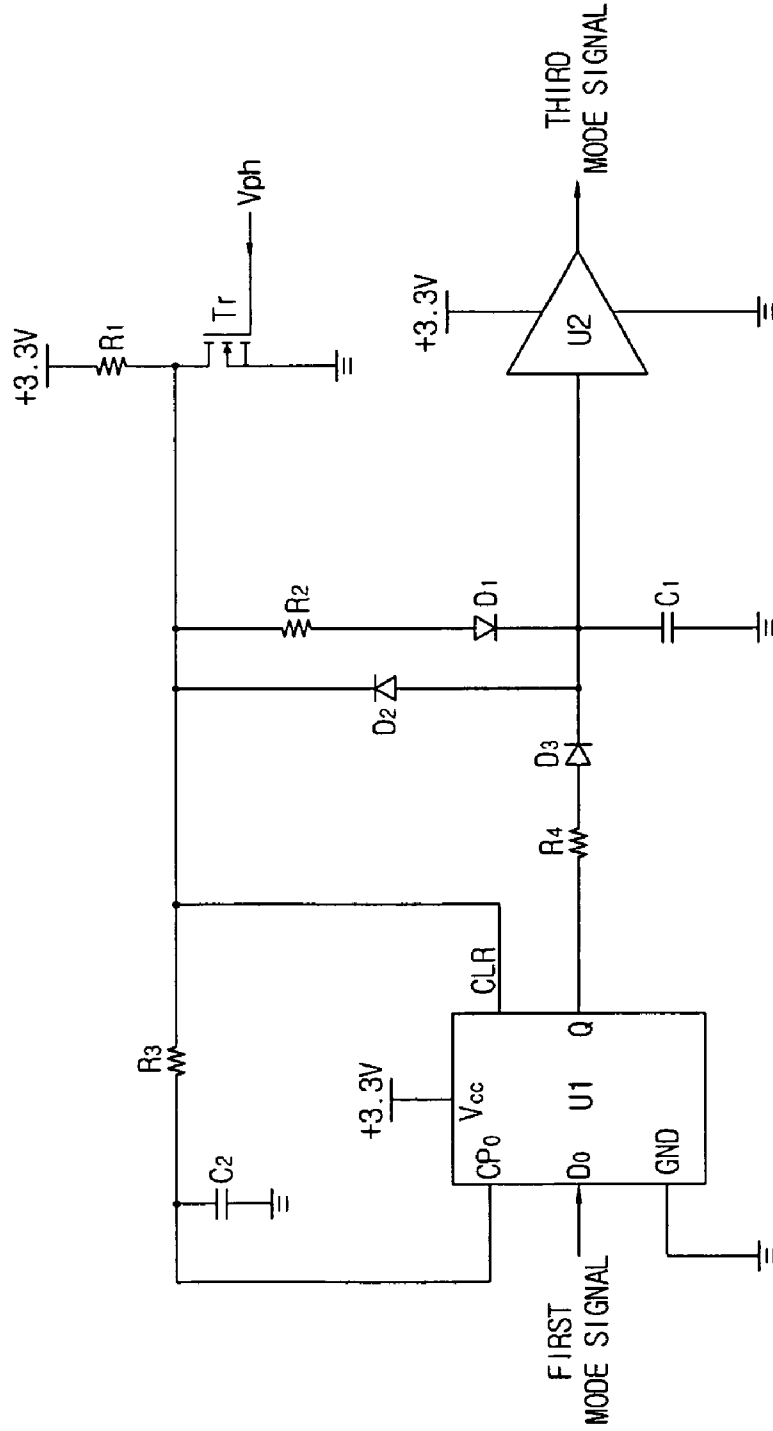 +3.3V
R1
Tr
Vph
R3
C2
R2
D1
D2
+3.3V
CLR
Vcc
CP0
U1
Q
D0
GND
FIRST
MODE SIGNAL
R4
D3
C1
+3.3V
U2
THIRD
MODE SIGNAL